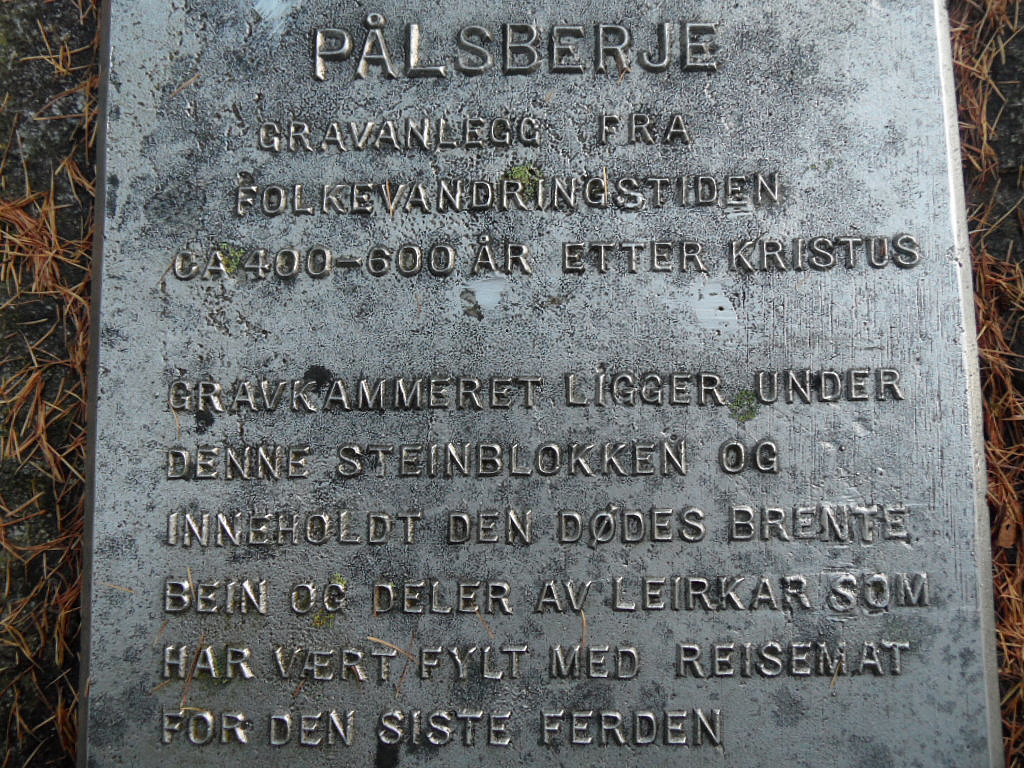 PÅLSBERJE
GRAVANLEGG FRA
FOLKEVANDRINGSTIDEN
CA 400-600 ÅR ETTER KRISTUS
GRAVKAMMERET LIGGER UNDER
DENNE STEINBLOKKEN OG
INNEHOLDT DEN DØDES BRENTE
BEIN OG DELER AV LEIRKAR SOM
HAR VÆRT FYLT MED REISEMAT
FOR DEN SISTE FERDEN